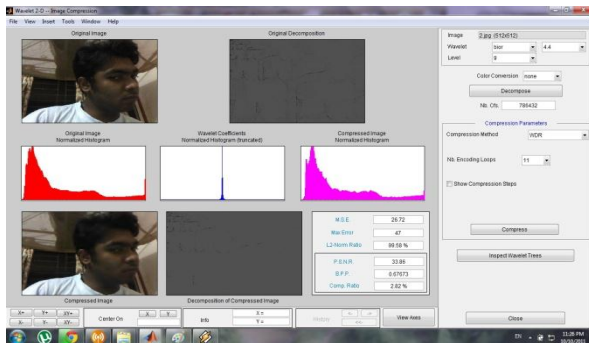 Wavelet 2-D -- Image Compression
File View Insert Tools Window Help
Original Image
Original Decomposition
Original Image
Normalized Histogram
Wavelet Coefficients
Normalized Histogram (truncated)
Compressed Image
Normalized Histogram
M.S.E. 26.72
Max Error 47
L2-Norm Ratio 99.58 %
P.S.N.R. 33.86
B.P.P. 0.67673
Comp. Ratio 2.82 %
Compressed Image
Decomposition of Compressed Image
X+ Y+ XY+
X- Y- XY-
Center On X Y
Info X =
Y =
History
View Axes
Image 2.jpg (512x512)
Wavelet bior 4.4
Level 9
Color Conversion none
Decompose
Nb. Cfs. 786432
Compression Parameters
Compression Method WDR
Nb. Encoding Loops 11
Show Compression Steps
Compress
Inspect Wavelet Trees
Close
EN
11:26 PM